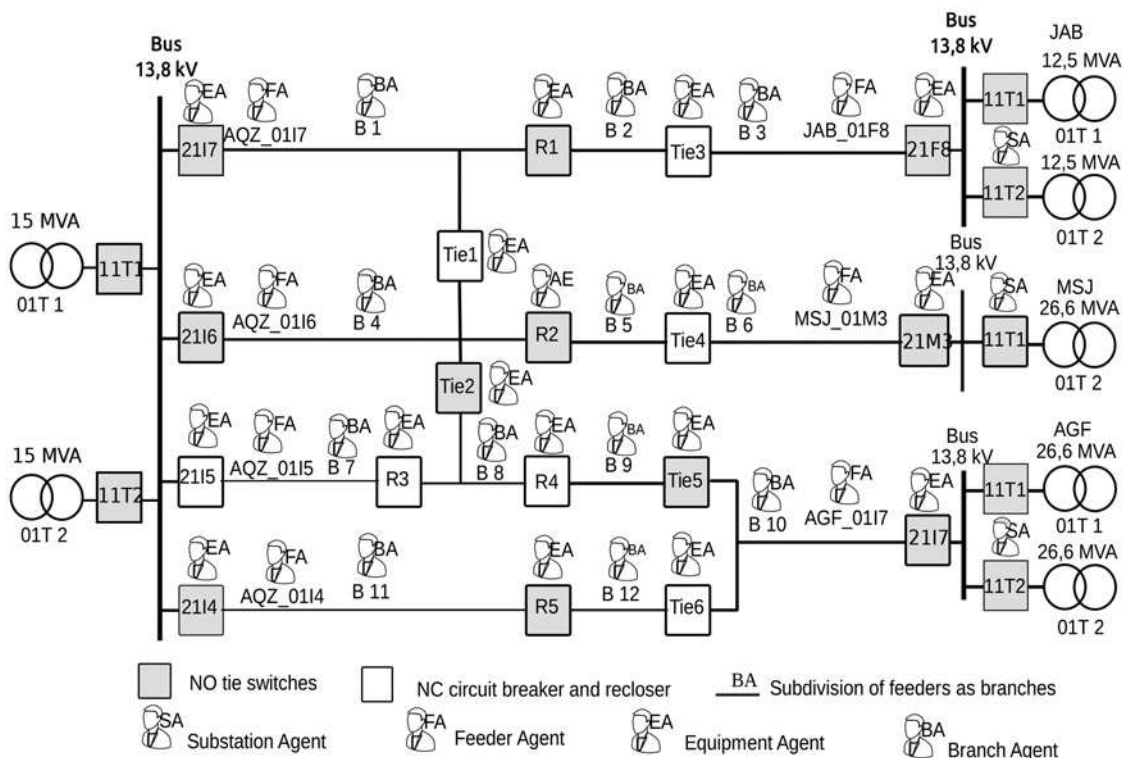 Bus
13,8 kV
Bus
13,8 kV
JAB
12,5 MVA
EA
FA
BA
EA
BA
EA
BA
FA
EA
11T1
AQZ_01I7
B 1
B 2
B 3
JAB_01F8
01T 1
21I7
R1
Tie3
21F8
SA
12,5 MVA
11T2
01T 2
15 MVA
11T1
01T 1
Tie1
EA
Bus
13,8 kV
EA
FA
BA
AE
BA
EA
BA
FA
EA
SA
MSJ
26,6 MVA
AQZ_01I6
B 4
B 5
B 6
MSJ_01M3
21I6
R2
Tie4
21M3
11T1
01T 2
Tie2
EA
EA
FA
BA
EA
BA
EA
BA
EA
AQZ_01I5
B 7
B 8
B 9
21I5
R3
R4
Tie5
15 MVA
11T2
01T 2
BA
B 10
FA
AGF_01I7
EA
Bus
13,8 kV
AGF
26,6 MVA
11T1
01T 1
21I7
SA
26,6 MVA
11T2
01T 2
EA
FA
BA
EA
BA
EA
AQZ_01I4
B 11
B 12
21I4
R5
Tie6
NO tie switches
NC circuit breaker and recloser
BA
Subdivision of feeders as branches
SA
Substation Agent
FA
Feeder Agent
EA
Equipment Agent
BA
Branch Agent